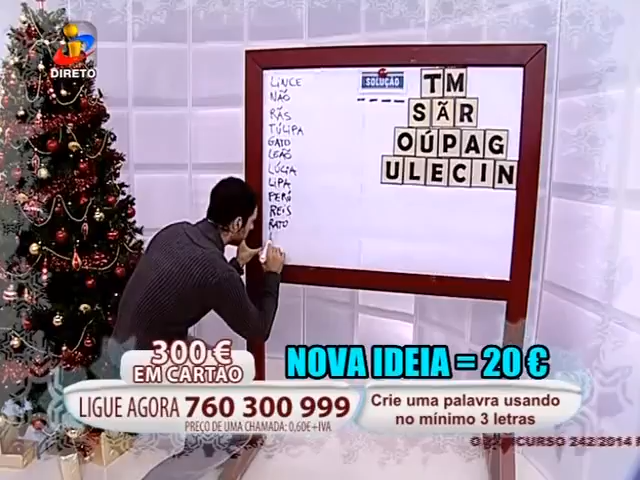 DIRETO
LINCE
NÃO
RÃS
TÚLIPA
GATO
LEÃO
LÚCIA
LIPA
PERÚ
REIS
RATO
SOLUÇÃO
TM
SÃR
OÚPAG
ULECIN
300 €
EM CARTÃO
NOVA IDEIA = 20 €
LIGUE AGORA 760 300 999
PREÇO DE UMA CHAMADA: 0,60€+IVA
Crie uma palavra usando
no mínimo 3 letras
CURSO 242/2014